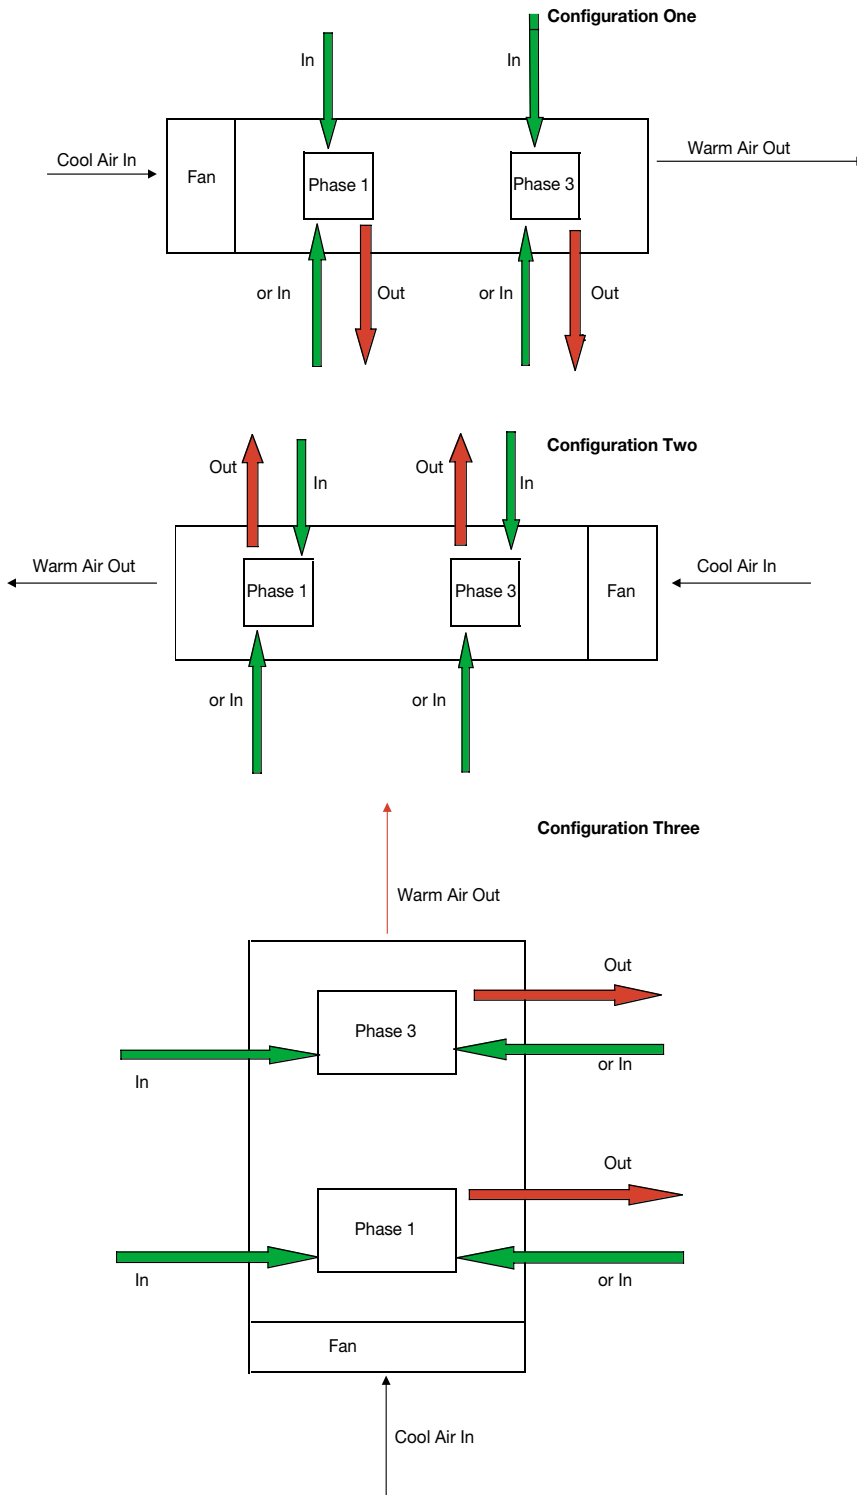 Configuration One
In
In
Cool Air In
Fan
Phase 1
Phase 3
Warm Air Out
or In
Out
or In
Out
Configuration Two
Out
In
Out
In
Warm Air Out
Phase 1
Phase 3
Fan
Cool Air In
or In
or In
Configuration Three
Warm Air Out
Out
Phase 3
In
or In
Out
Phase 1
In
or In
Fan
Cool Air In